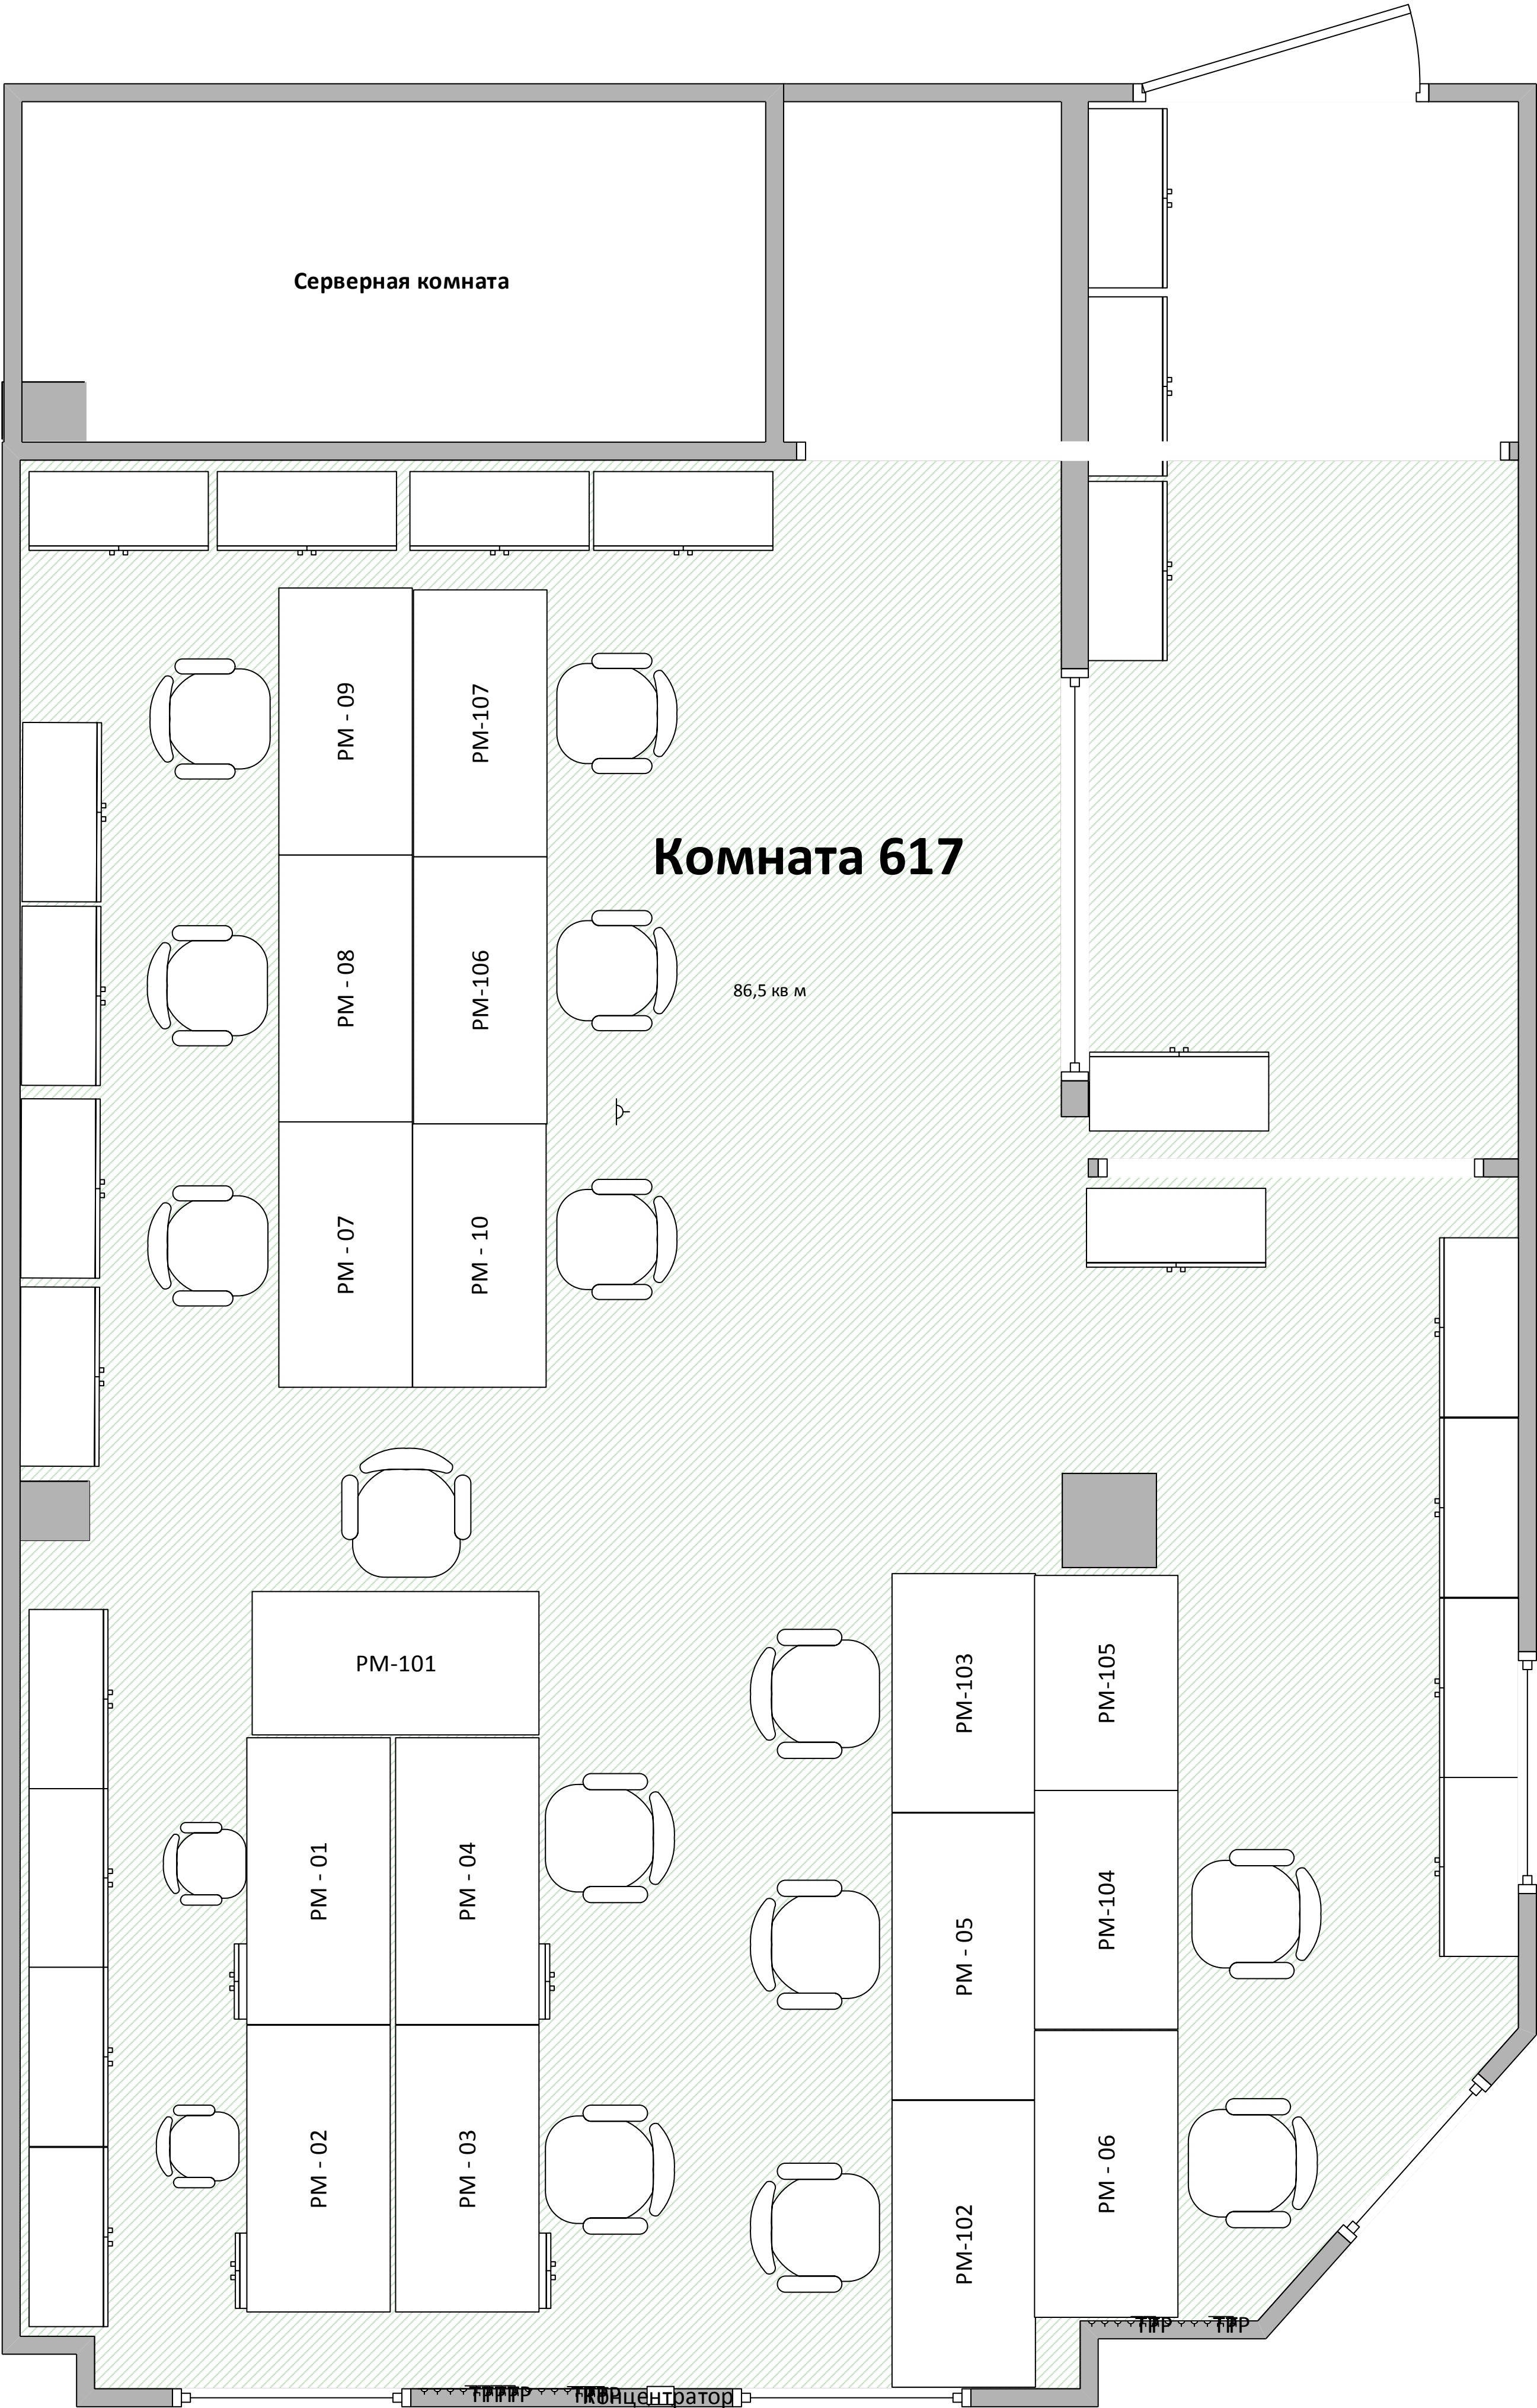 Серверная комната
РМ - 09
РМ-107
Комната 617
РМ - 08
РМ-106
86,5 кв м
РМ - 07
РМ - 10
РМ-101
РМ-103
РМ-105
РМ - 01
РМ - 04
РМ - 05
РМ-104
РМ - 02
РМ - 03
РМ-102
РМ - 06
Концентратор